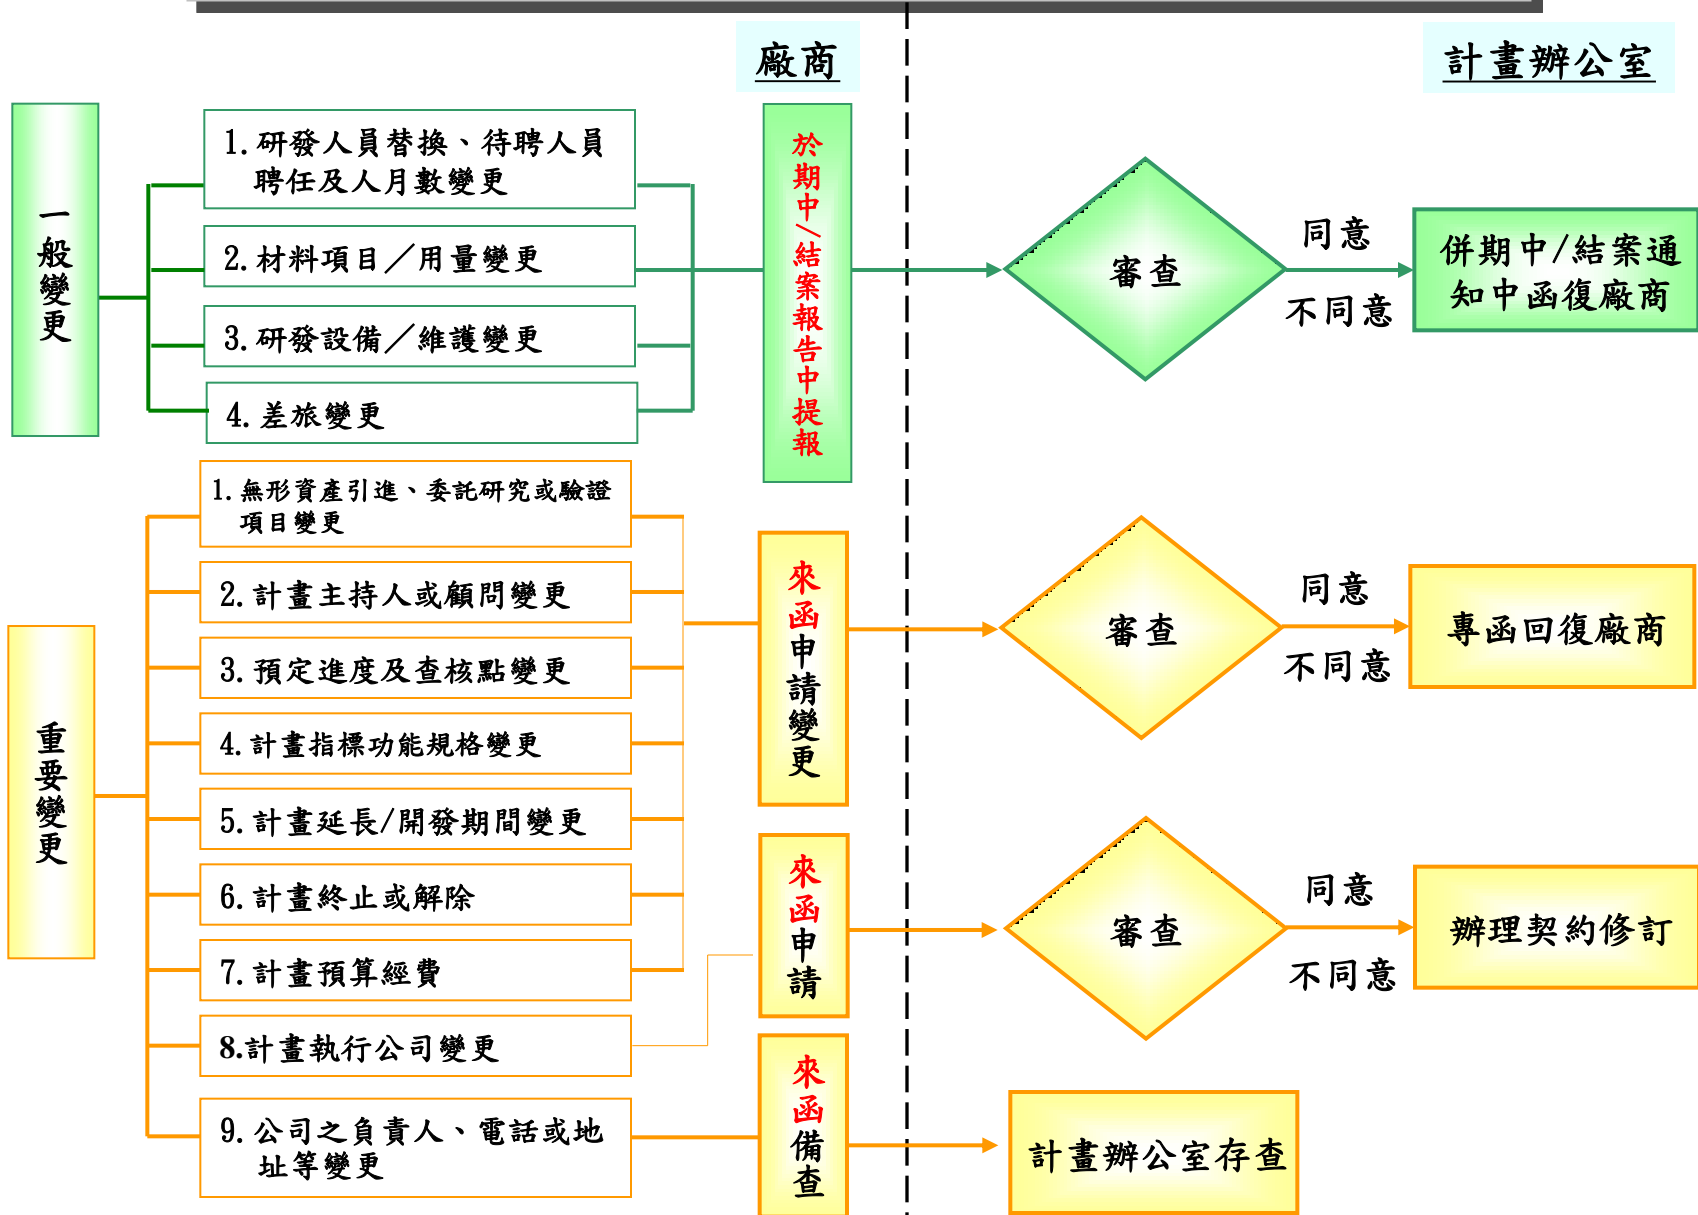 廠商
計畫辦公室
一般變更
1.研發人員替換、待聘人員
聘任及人月數變更
2.材料項目／用量變更
3.研發設備／維護變更
4.差旅變更
於期中/結案報告中提報
審查
同意
不同意
併期中/結案通
知中函復廠商
重要變更
1.無形資產引進、委託研究或驗證
項目變更
2.計畫主持人或顧問變更
3.預定進度及查核點變更
4.計畫指標功能規格變更
5.計畫延長/開發期間變更
6.計畫終止或解除
7.計畫預算經費
8.計畫執行公司變更
9.公司之負責人、電話或地
址等變更
來函申請變更
審查
同意
不同意
專函回復廠商
來函申請
審查
同意
不同意
辦理契約修訂
來函備查
計畫辦公室存查